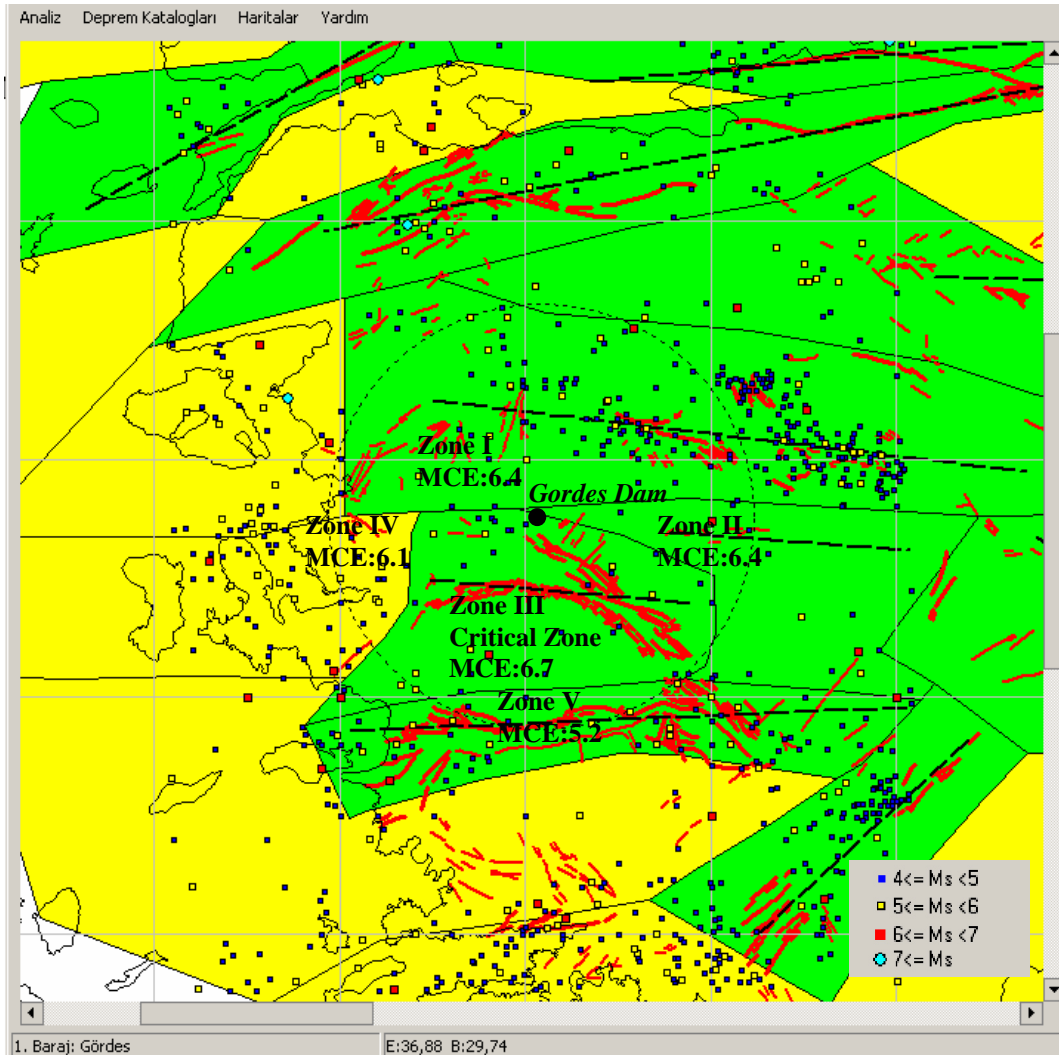 Analiz Deprem Katalogları Haritalar Yardım
Zone I
MCE:6.4
Gordes Dam
Zone IV
MCE:6.1
Zone II
MCE:6.4
Zone III
Critical Zone
MCE:6.7
Zone V
MCE:5.2
4<= Ms <5
5<= Ms <6
6<= Ms <7
7<= Ms
1. Baraj: Gördes E:36,88 B:29,74